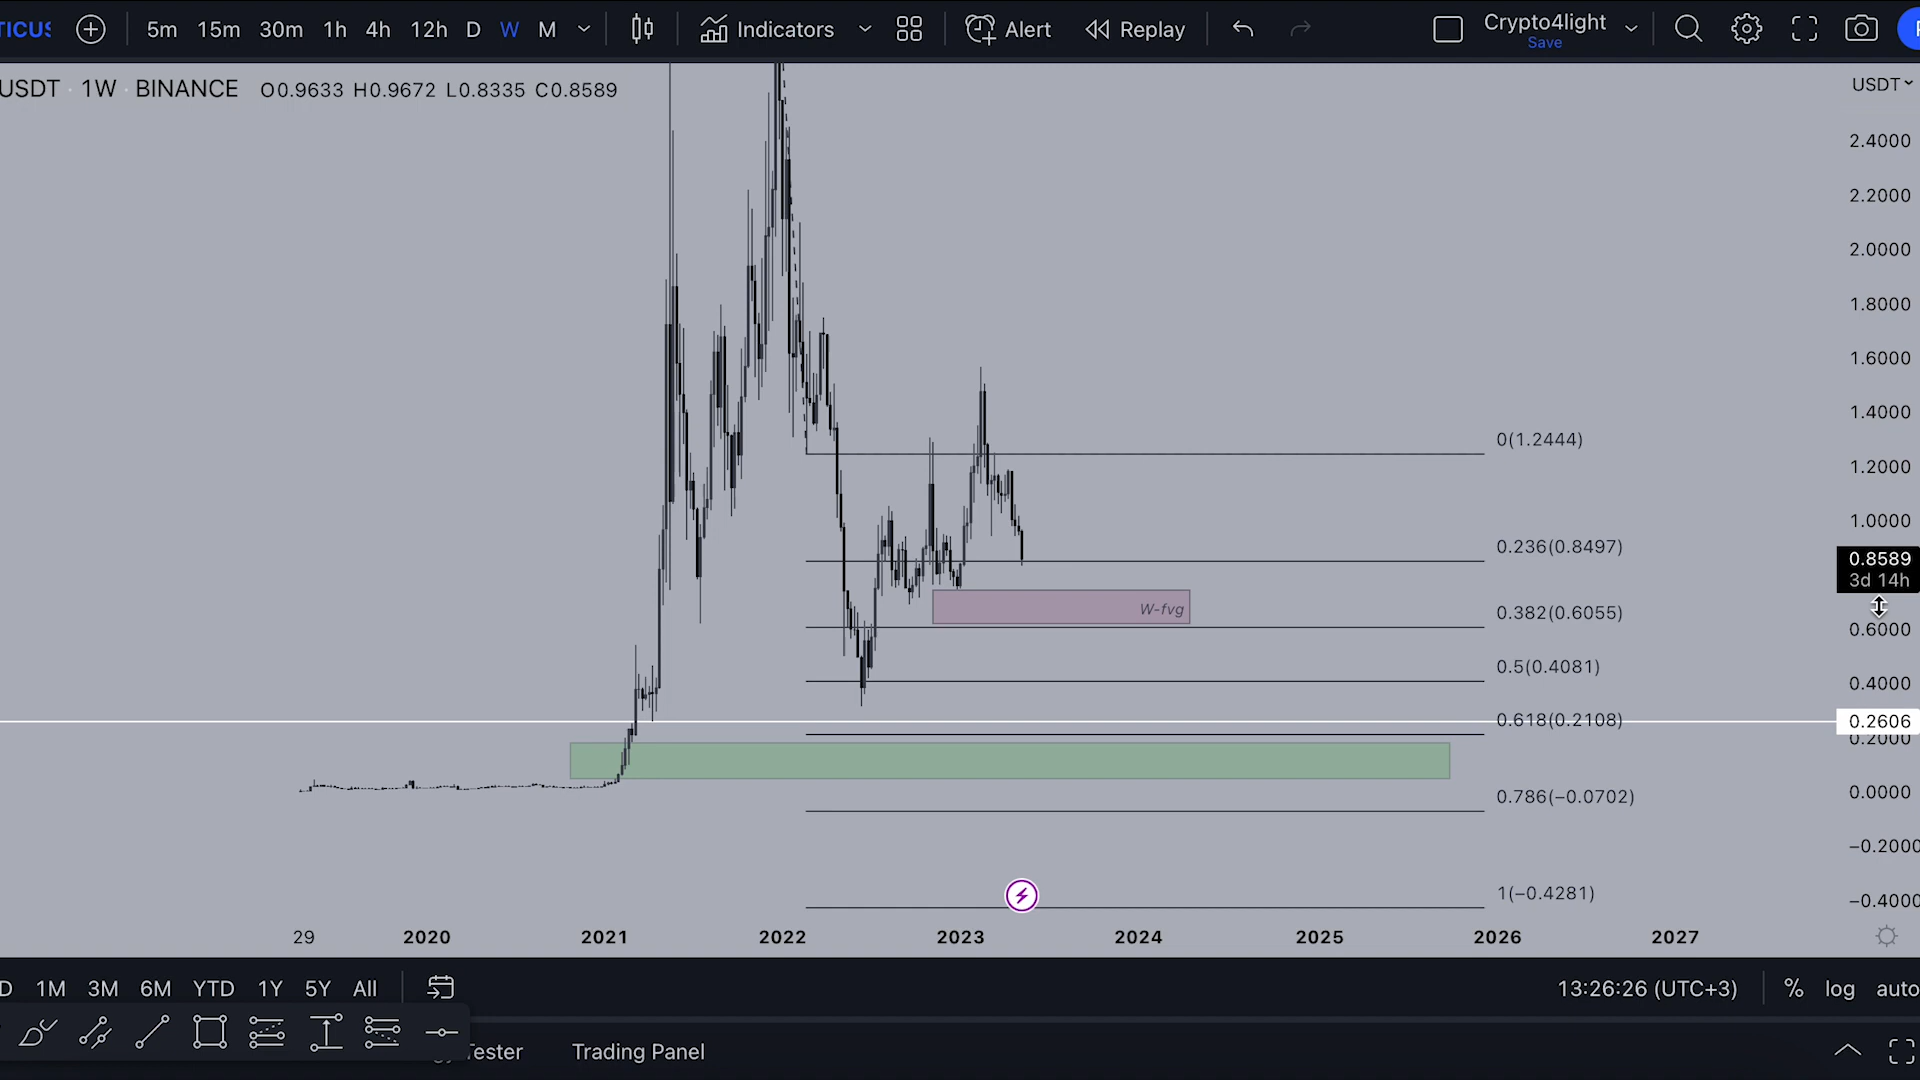 TICUS 5m 15m 30m 1h 4h 12h D W M Indicators Alert Replay Crypto4light
Save
USDT · 1W · BINANCE O0.9633 H0.9672 L0.8335 C0.8589
USDT
2.4000
2.2000
2.0000
1.8000
1.6000
1.4000
0(1.2444)
1.2000
1.0000
0.236(0.8497)
0.8589
3d 14h
W-fvg
0.382(0.6055)
0.6000
0.5(0.4081)
0.4000
0.618(0.2108)
0.2606
0.2000
0.786(−0.0702)
0.0000
−0.2000
1(−0.4281)
−0.4000
29 2020 2021 2022 2023 2024 2025 2026 2027
D 1M 3M 6M YTD 1Y 5Y All 13:26:26 (UTC+3) % log auto
Tester Trading Panel